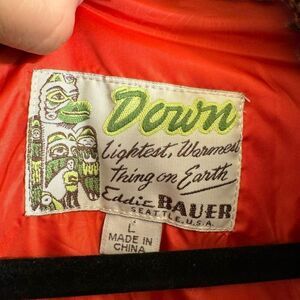 Down
Lightest, Warmest
Thing on Earth
Eddie BAUER
SEATTLE, U.S.A.
L
MADE IN
CHINA